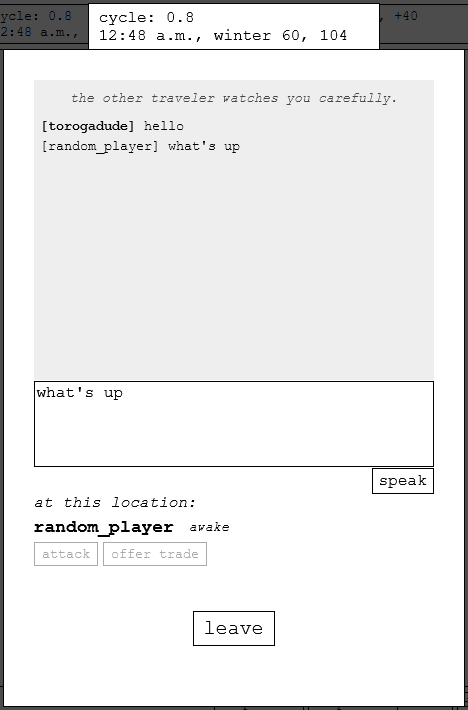 ycle: 0.8
2:48 a.m.,
cycle: 0.8
12:48 a.m., winter 60, 104
, +40
the other traveler watches you carefully.
[torogadude] hello
[random_player] what's up
what's up
speak
at this location:
random_player awake
attack offer trade
leave